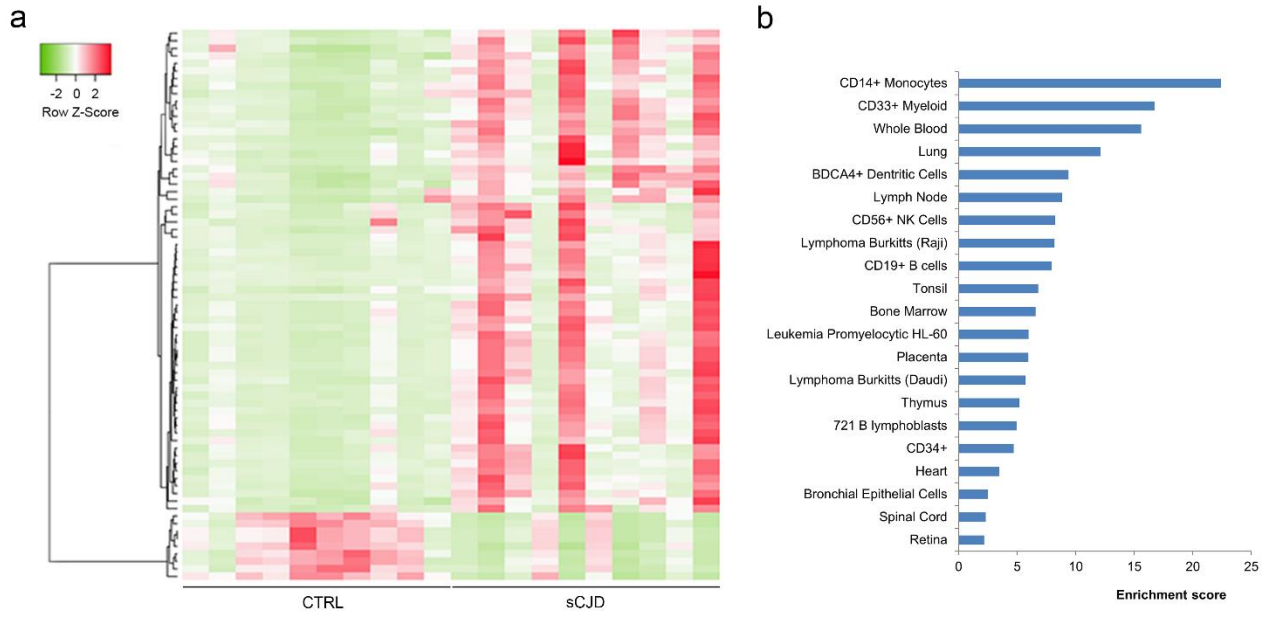 a
-2 0 2
Row Z-Score
CTRL
sCJD
b
CD14+ Monocytes
CD33+ Myeloid
Whole Blood
Lung
BDCA4+ Dentritic Cells
Lymph Node
CD56+ NK Cells
Lymphoma Burkitts (Raji)
CD19+ B cells
Tonsil
Bone Marrow
Leukemia Promyelocytic HL-60
Placenta
Lymphoma Burkitts (Daudi)
Thymus
721 B lymphoblasts
CD34+
Heart
Bronchial Epithelial Cells
Spinal Cord
Retina
0 5 10 15 20 25
Enrichment score